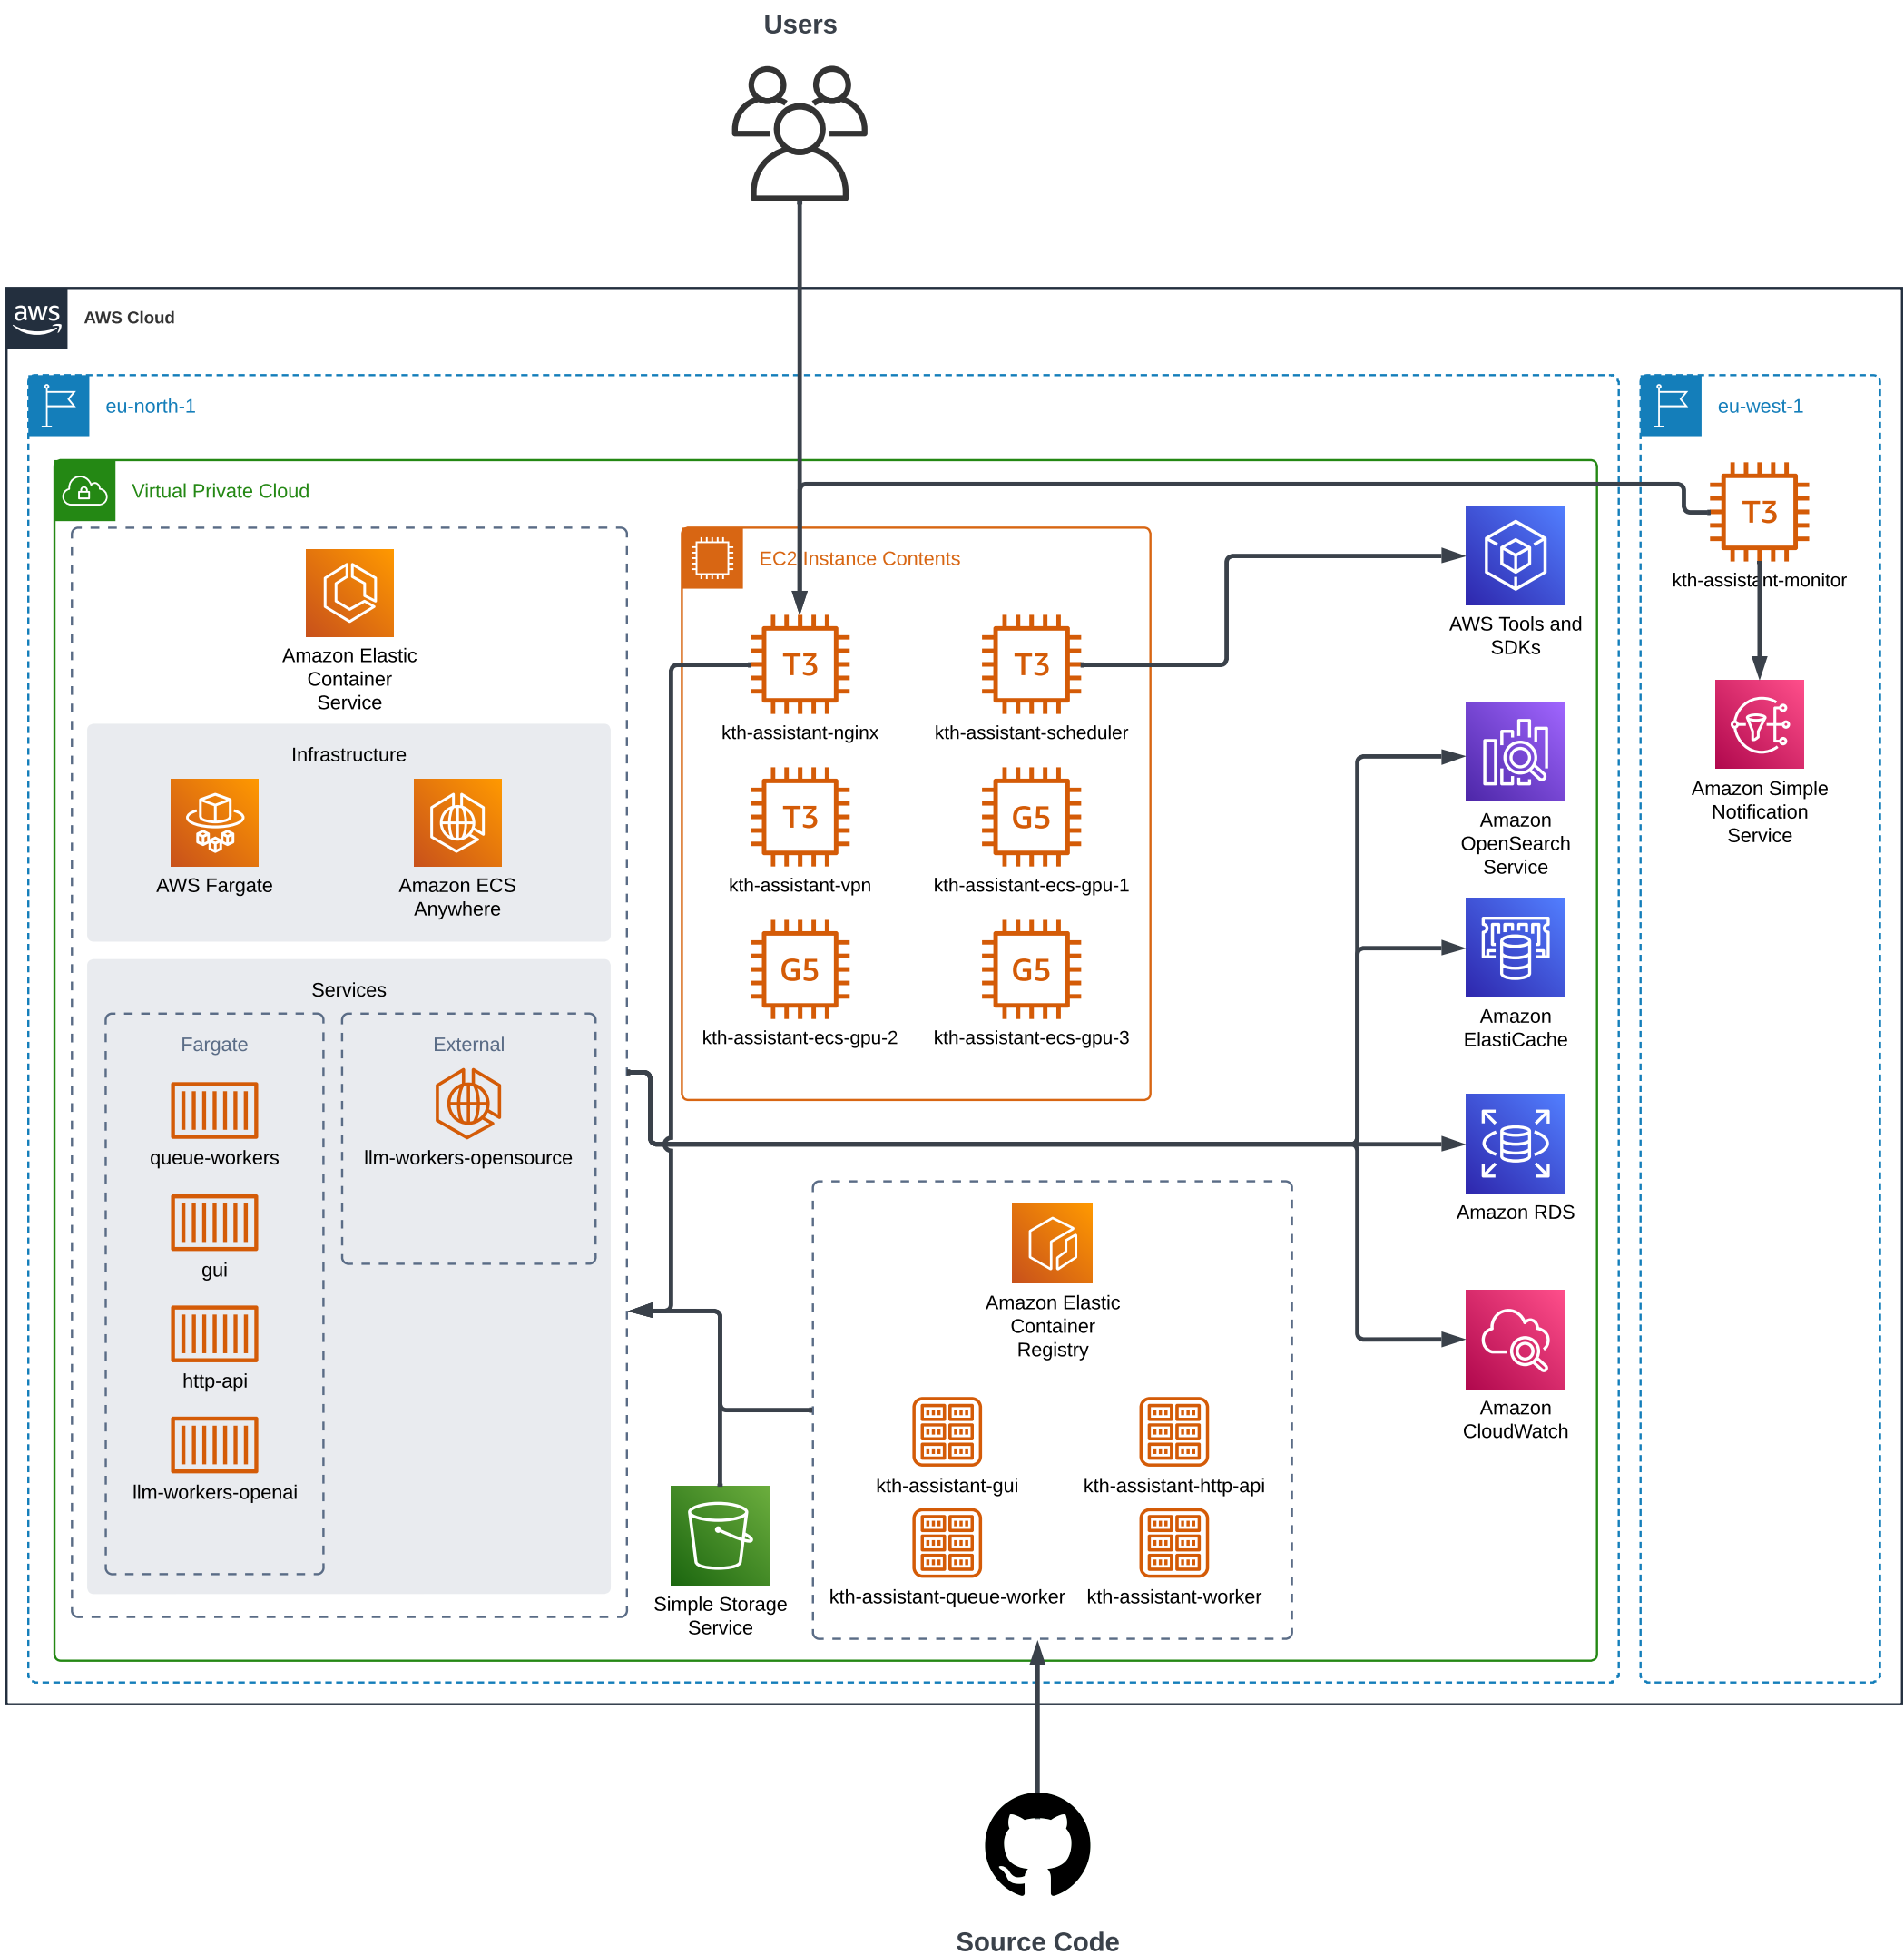 Users
aws
AWS Cloud
eu-north-1
eu-west-1
Virtual Private Cloud
Amazon Elastic
Container
Service
Infrastructure
AWS Fargate
Amazon ECS
Anywhere
Services
Fargate
queue-workers
gui
http-api
llm-workers-openai
External
llm-workers-opensource
EC2 Instance Contents
T3
kth-assistant-nginx
T3
kth-assistant-scheduler
T3
kth-assistant-vpn
G5
kth-assistant-ecs-gpu-1
G5
kth-assistant-ecs-gpu-2
G5
kth-assistant-ecs-gpu-3
AWS Tools and
SDKs
Amazon
OpenSearch
Service
Amazon
ElastiCache
Amazon RDS
Amazon
CloudWatch
Amazon Elastic
Container
Registry
kth-assistant-gui
kth-assistant-http-api
kth-assistant-queue-worker
kth-assistant-worker
Simple Storage
Service
T3
kth-assistant-monitor
Amazon Simple
Notification
Service
Source Code